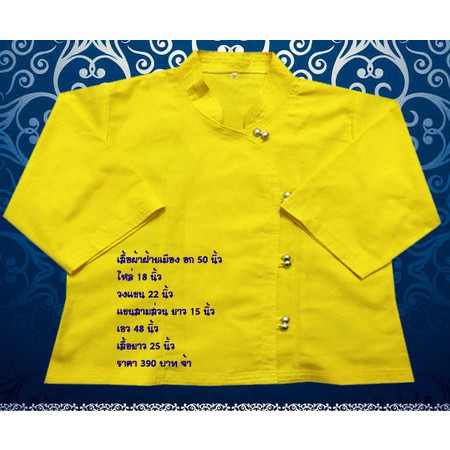 เสื้อผ้าฝ้ายเมือง อก 50 นิ้ว
ไหล่ 18 นิ้ว
วงแขน 22 นิ้ว
แขนสามส่วน ยาว 15 นิ้ว
เอว 48 นิ้ว
เสื้อยาว 25 นิ้ว
ราคา 390 บาท จ้า